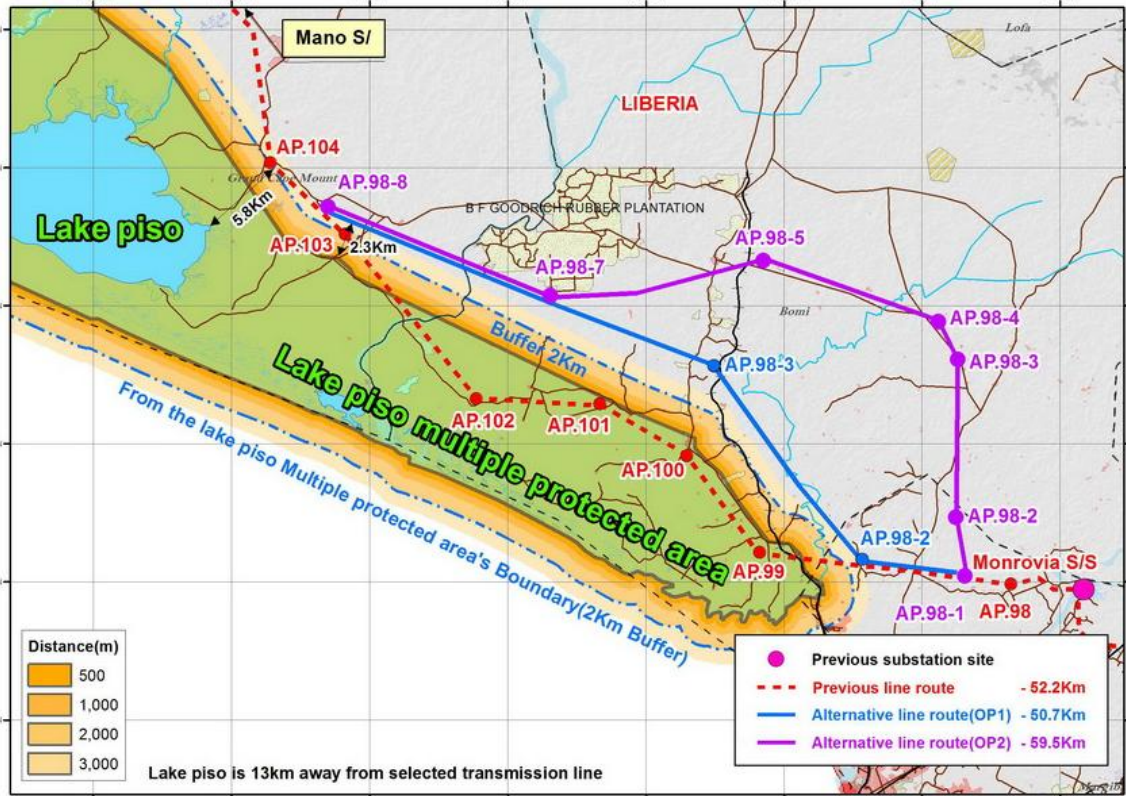 Mano S/
Lofa
LIBERIA
AP.104
Grand Cape Mount
AP.98-8
5.8Km
B F GOODRICH RUBBER PLANTATION
Lake piso
AP.103
2.3Km
AP.98-5
AP.98-7
Bomi
AP.98-4
Buffer 2Km
AP.98-3
AP.98-3
Lake piso multiple protected area
From the lake piso Multiple protected area's Boundary(2Km Buffer)
AP.102
AP.101
AP.100
AP.98-2
AP.98-2
AP.99
Monrovia S/S
AP.98-1
AP.98
Distance(m)
500
1,000
2,000
3,000
Lake piso is 13km away from selected transmission line
Previous substation site
Previous line route - 52.2Km
Alternative line route(OP1) - 50.7Km
Alternative line route(OP2) - 59.5Km